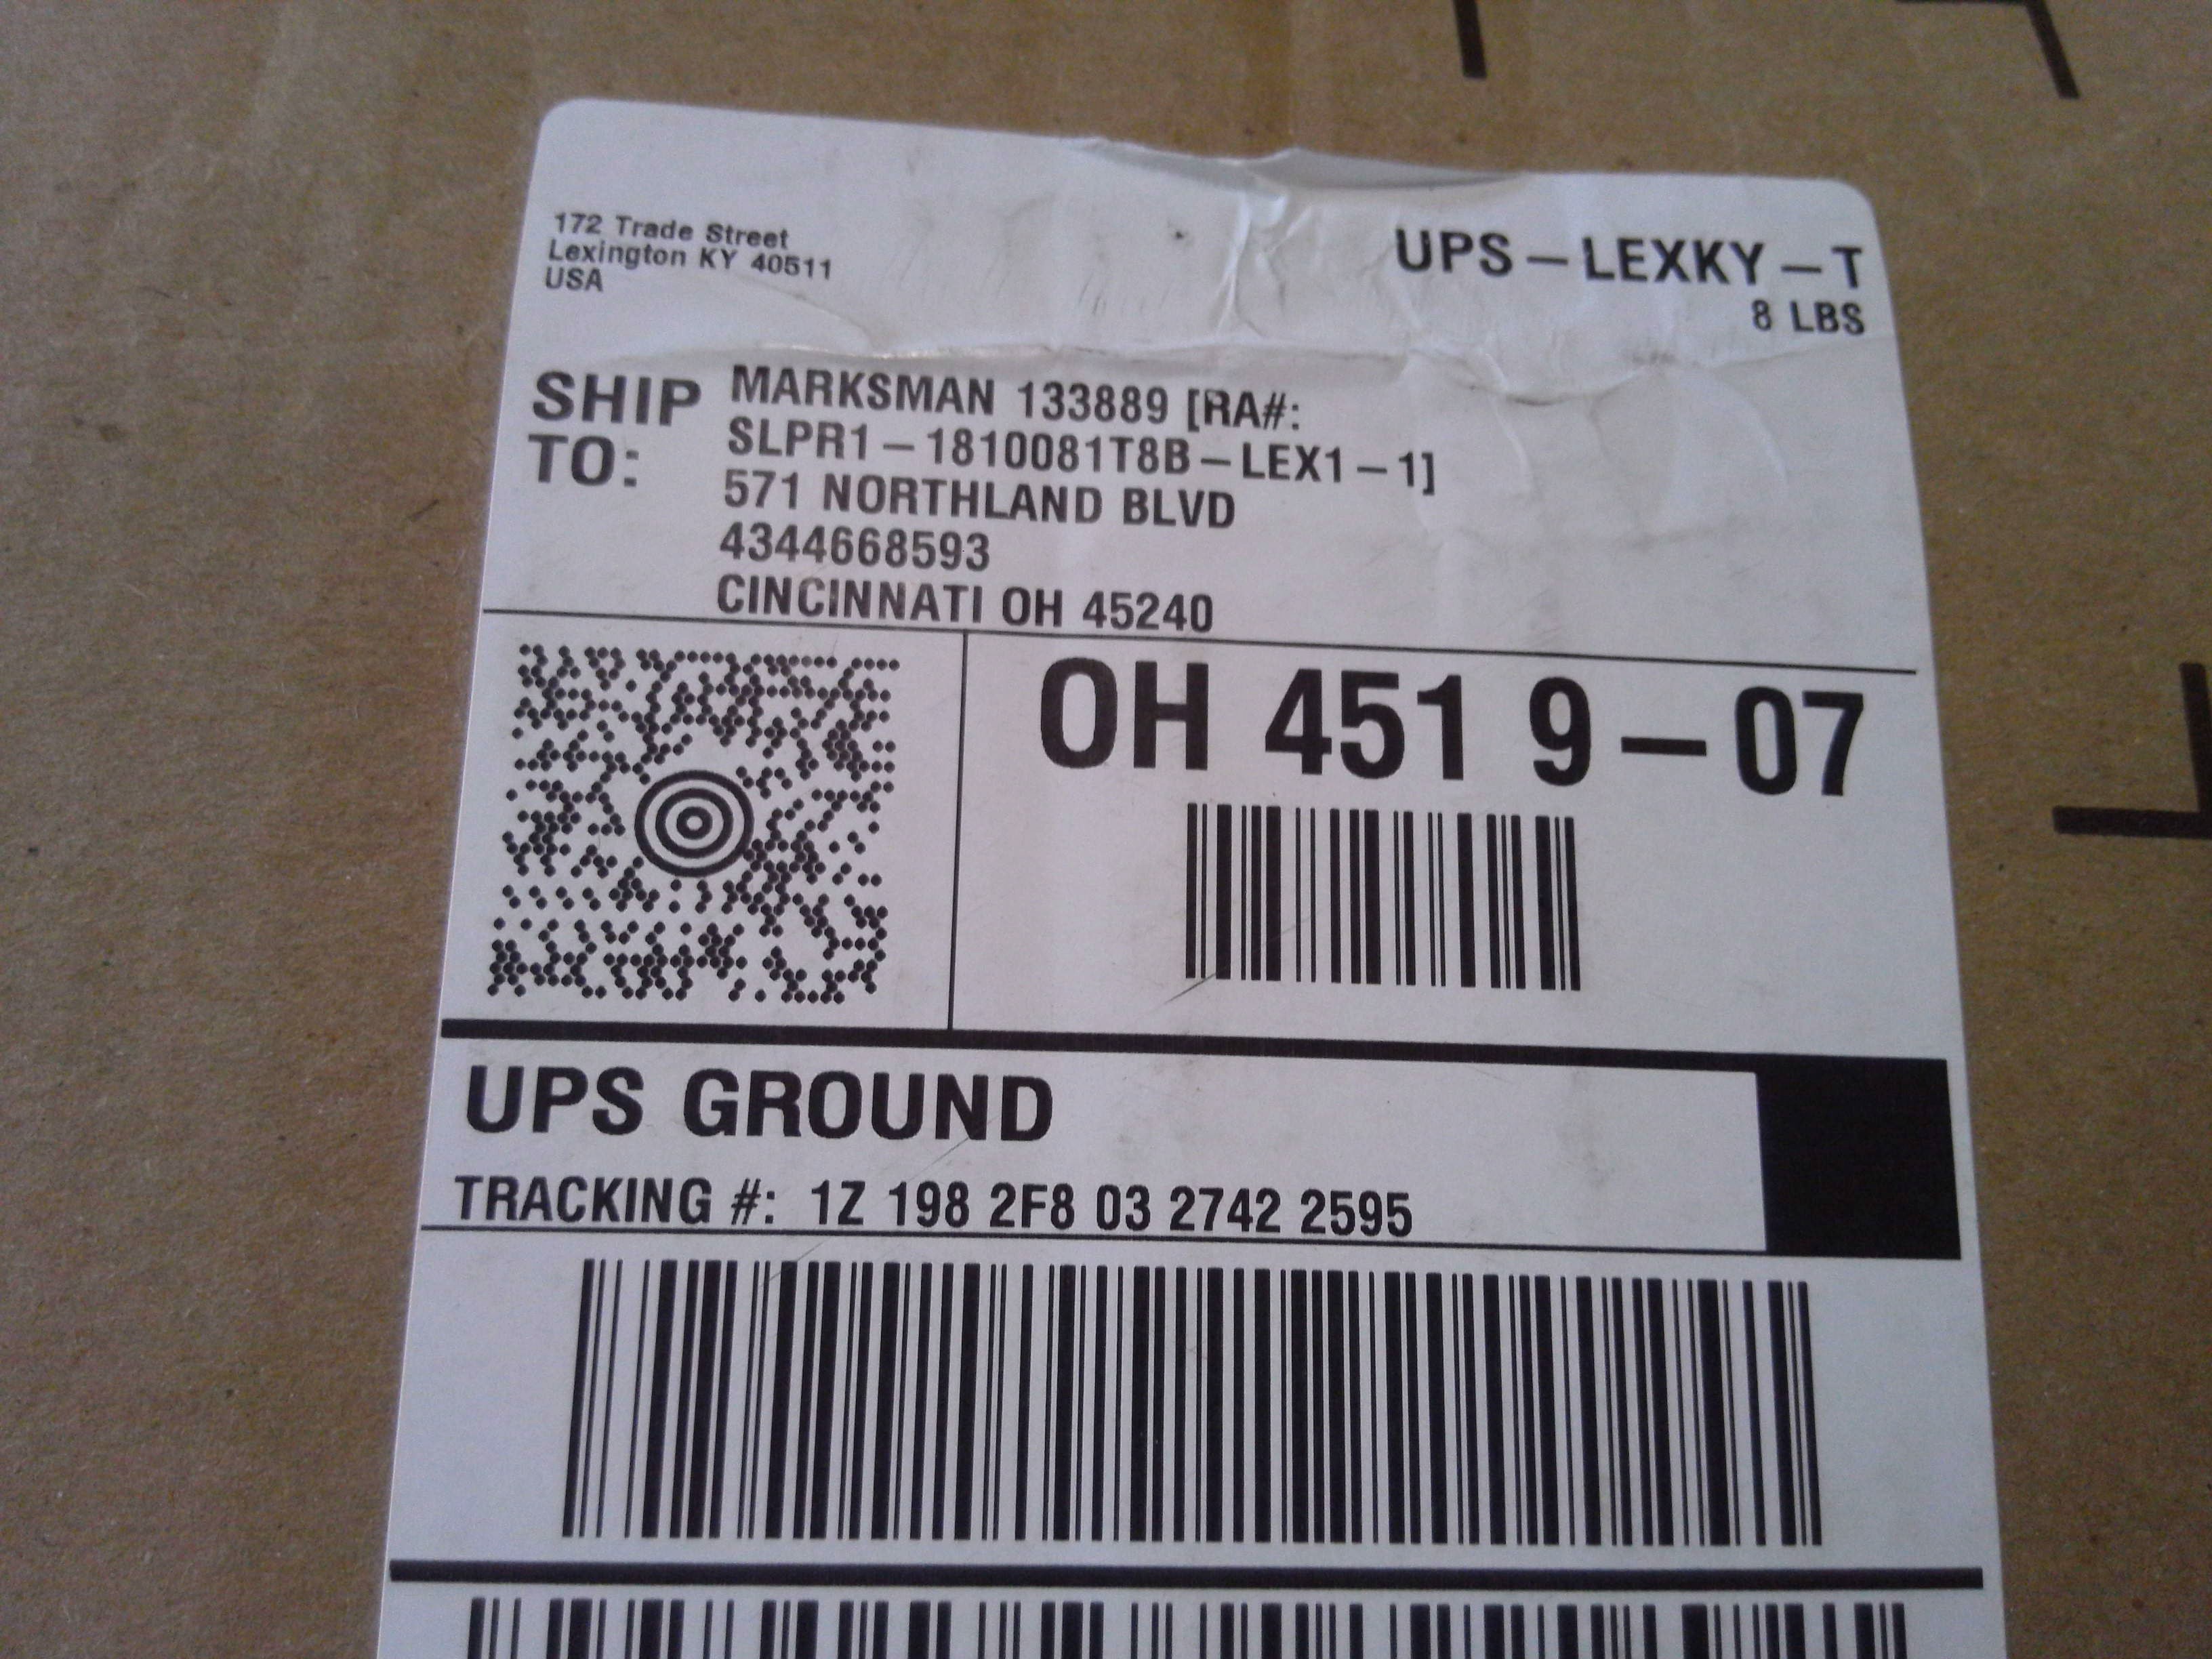 172 Trade Street
Lexington KY 40511
USA
UPS-LEXKY-T
8 LBS
SHIP TO:
MARKSMAN 133889 [RA#:
SLPR1-1810081T8B-LEX1-1]
571 NORTHLAND BLVD
4344668593
CINCINNATI OH 45240
OH 451 9-07
UPS GROUND
TRACKING #: 1Z 198 2F8 03 2742 2595